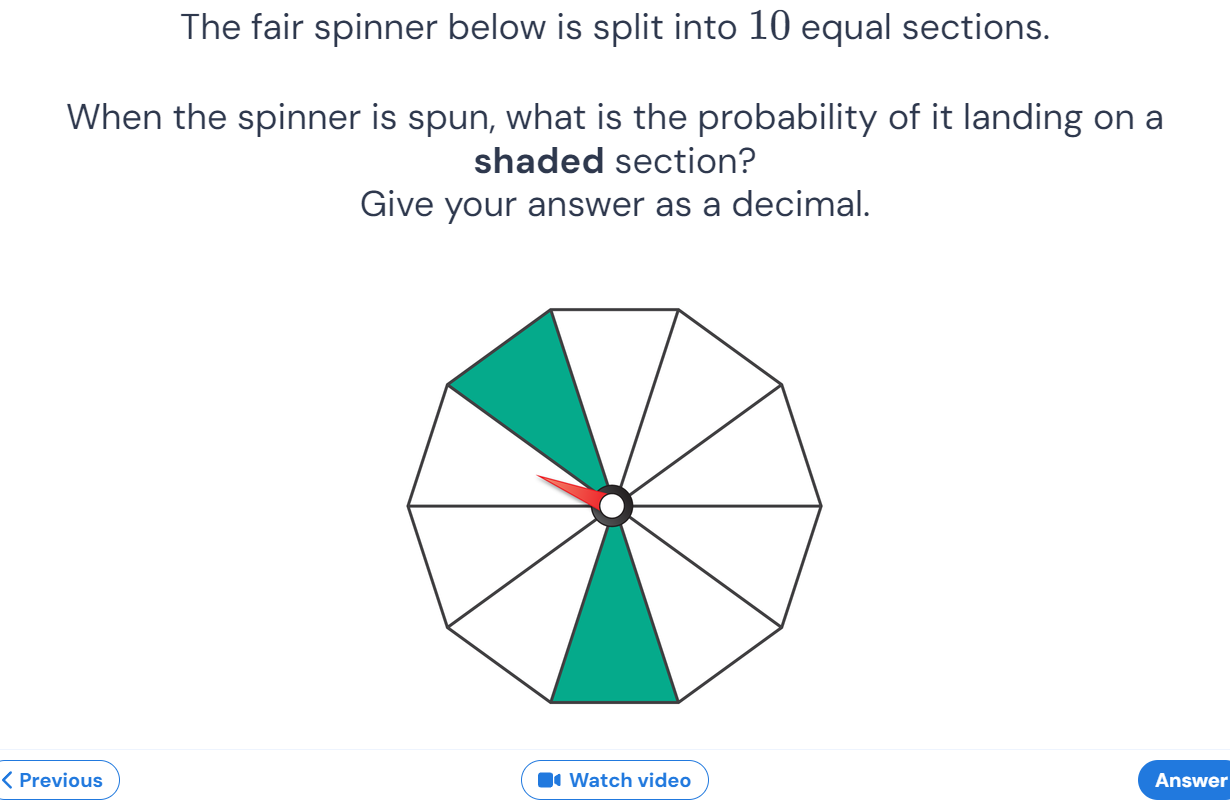 The fair spinner below is split into 10 equal sections.
When the spinner is spun, what is the probability of it landing on a
shaded section?
Give your answer as a decimal.
Previous
Watch video
Answer